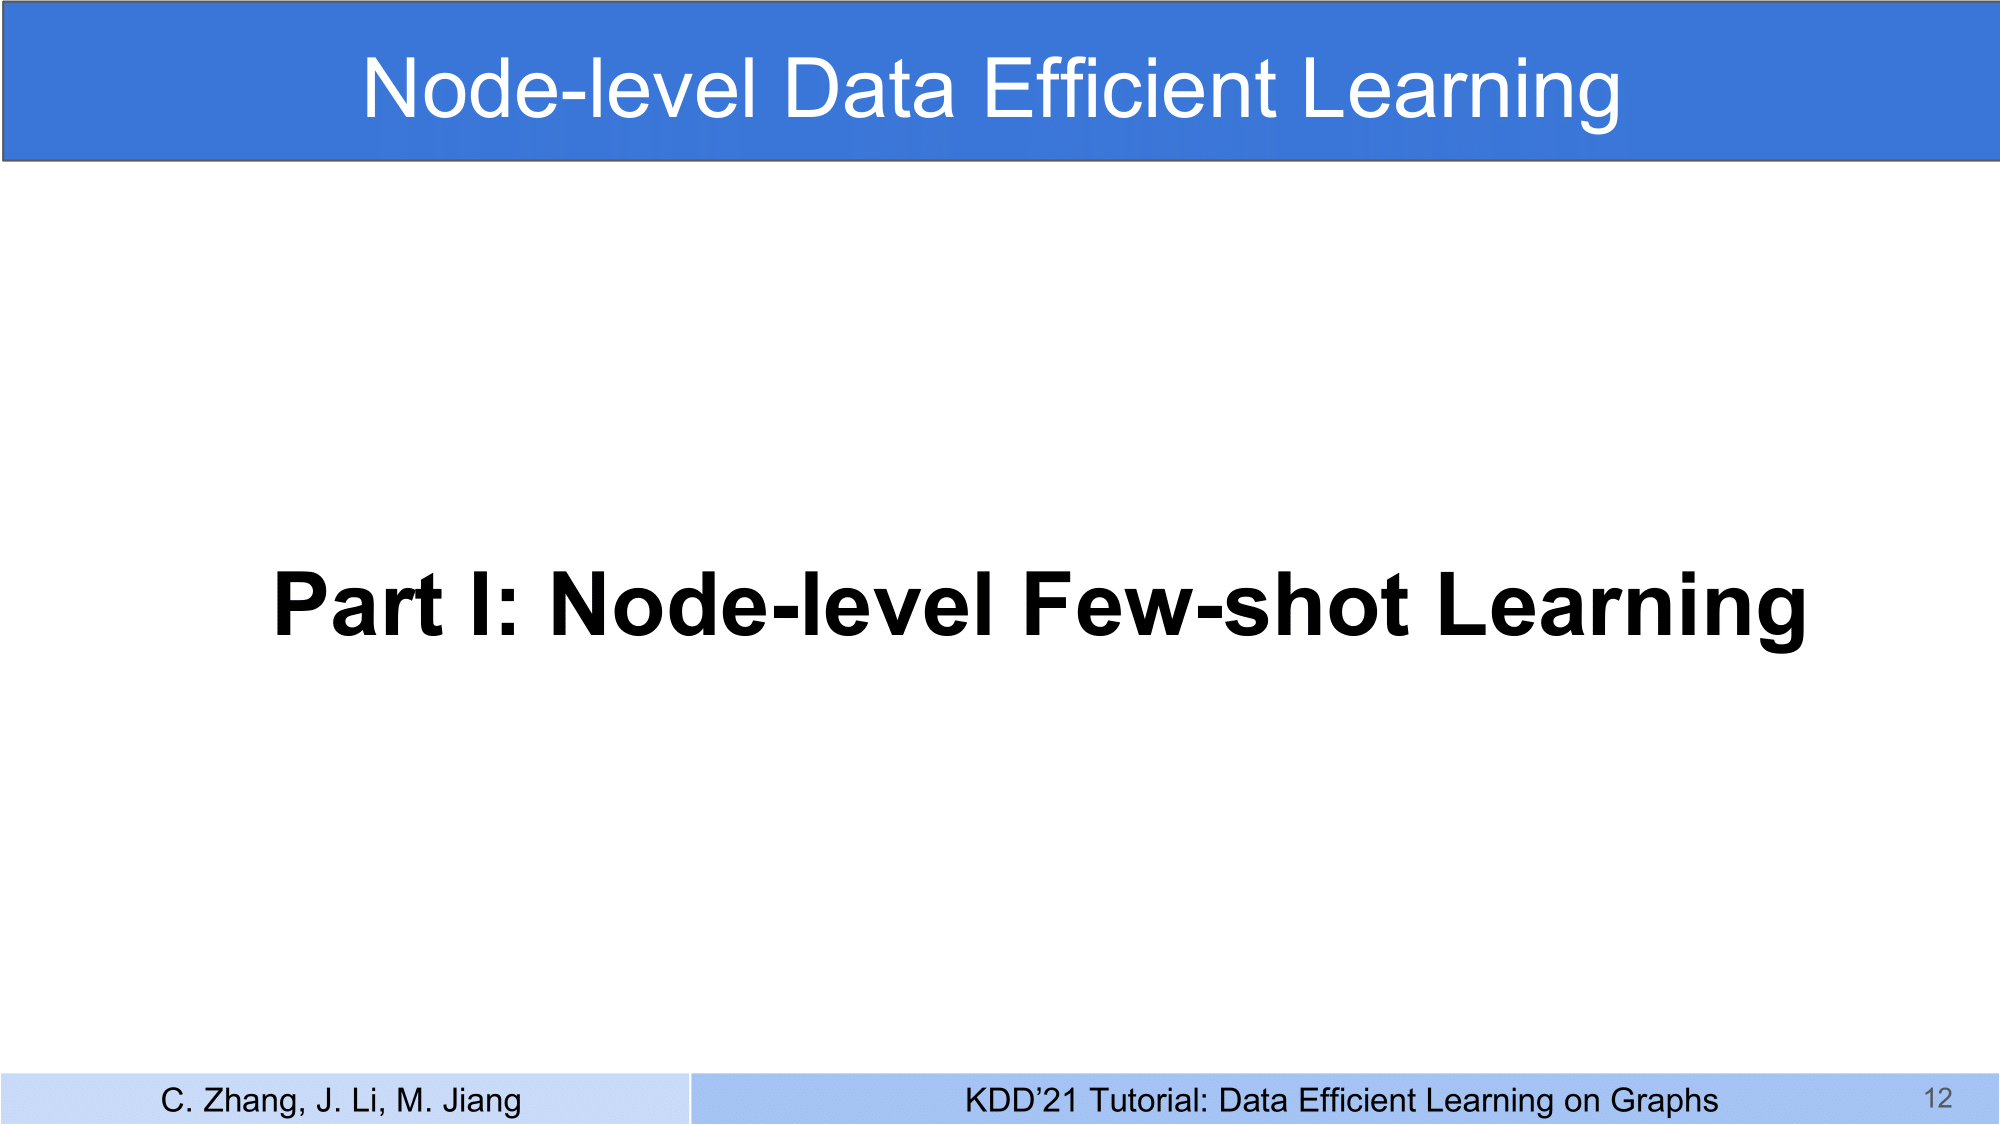 Node-level Data Efficient Learning
Part I: Node-level Few-shot Learning
C. Zhang, J. Li, M. Jiang
KDD’21 Tutorial: Data Efficient Learning on Graphs
12